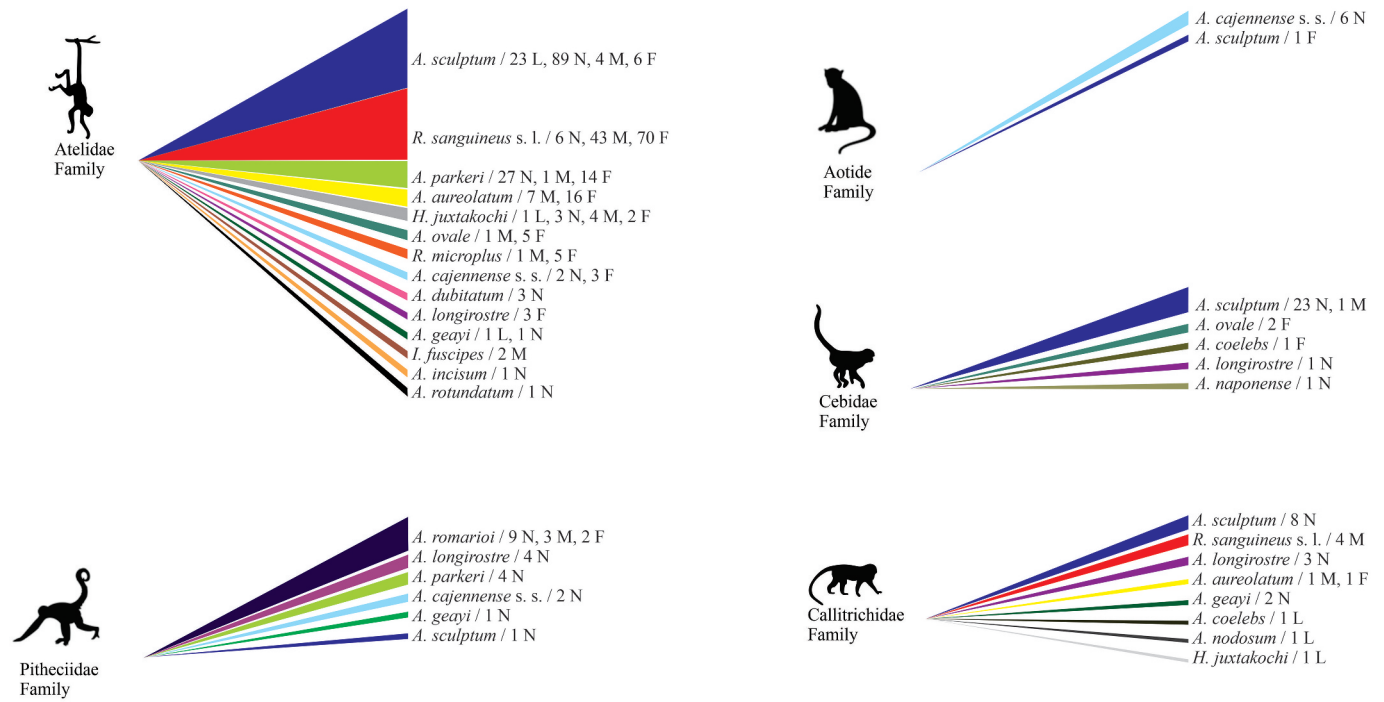 Atelidae
Family
A. sculptum / 23 L, 89 N, 4 M, 6 F
R. sanguineus s. l. / 6 N, 43 M, 70 F
A. parkeri / 27 N, 1 M, 14 F
A. aureolatum / 7 M, 16 F
H. juxtakochi / 1 L, 3 N, 4 M, 2 F
A. ovale / 1 M, 5 F
R. microplus / 1 M, 5 F
A. cajennense s. s. / 2 N, 3 F
A. dubitatum / 3 N
A. longirostre / 3 F
A. geayi / 1 L, 1 N
I. fuscipes / 2 M
A. incisum / 1 N
A. rotundatum / 1 N
Aotide
Family
A. cajennense s. s. / 6 N
A. sculptum / 1 F
Cebidae
Family
A. sculptum / 23 N, 1 M
A. ovale / 2 F
A. coelebs / 1 F
A. longirostre / 1 N
A. naponense / 1 N
Pitheciidae
Family
A. romarioi / 9 N, 3 M, 2 F
A. longirostre / 4 N
A. parkeri / 4 N
A. cajennense s. s. / 2 N
A. geayi / 1 N
A. sculptum / 1 N
Callitrichidae
Family
A. sculptum / 8 N
R. sanguineus s. l. / 4 M
A. longirostre / 3 N
A. aureolatum / 1 M, 1 F
A. geayi / 2 N
A. coelebs / 1 L
A. nodosum / 1 L
H. juxtakochi / 1 L